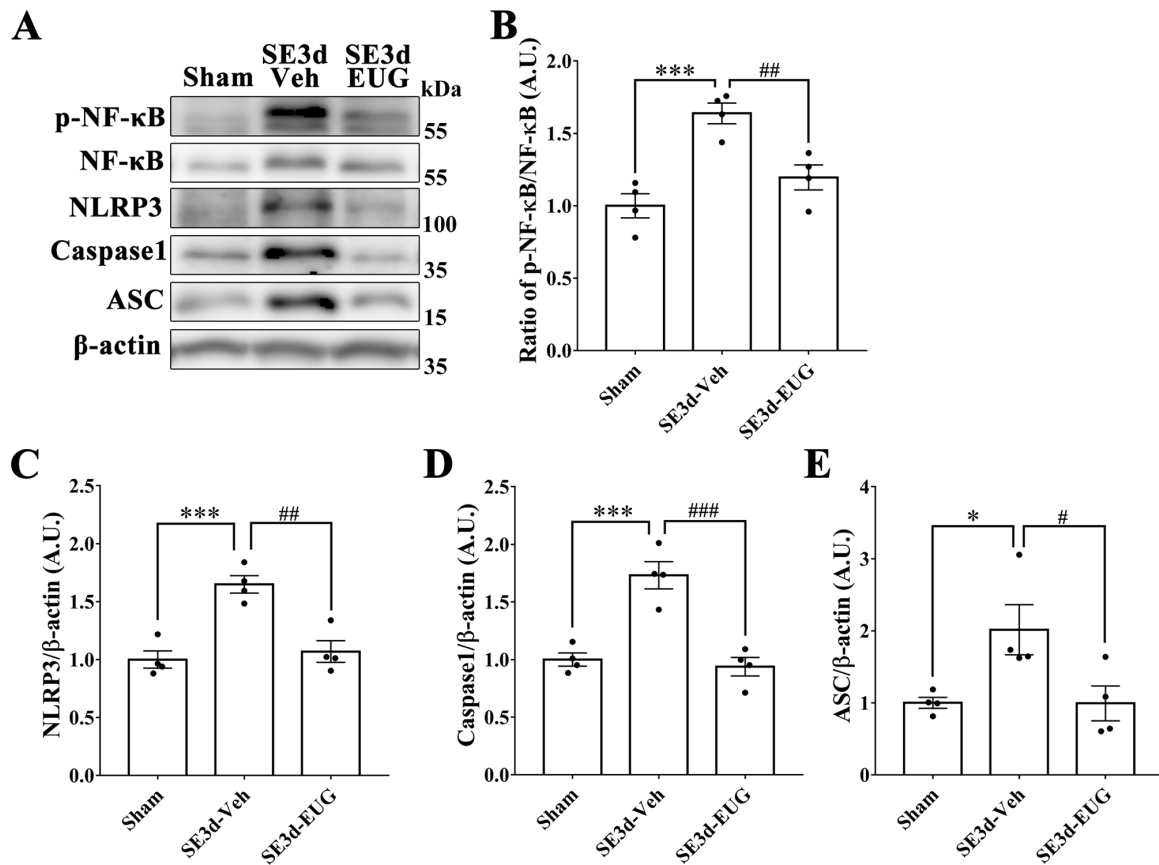 A
SE3d SE3d
Sham Veh EUG
kDa
p-NF-κB
55
NF-κB
55
NLRP3
100
Caspase1
35
ASC
15
β-actin
35
B
Ratio of p-NF-κB/NF-κB (A.U.)
2.0
1.5
1.0
0.5
0.0
*** ##
Sham
SE3d-Veh
SE3d-EUG
C
NLRP3/β-actin (A.U.)
2.5
2.0
1.5
1.0
0.5
0.0
*** ##
Sham
SE3d-Veh
SE3d-EUG
D
Caspase1/β-actin (A.U.)
2.5
2.0
1.5
1.0
0.5
0.0
*** ###
Sham
SE3d-Veh
SE3d-EUG
E
ASC/β-actin (A.U.)
4
3
2
1
0
* #
Sham
SE3d-Veh
SE3d-EUG